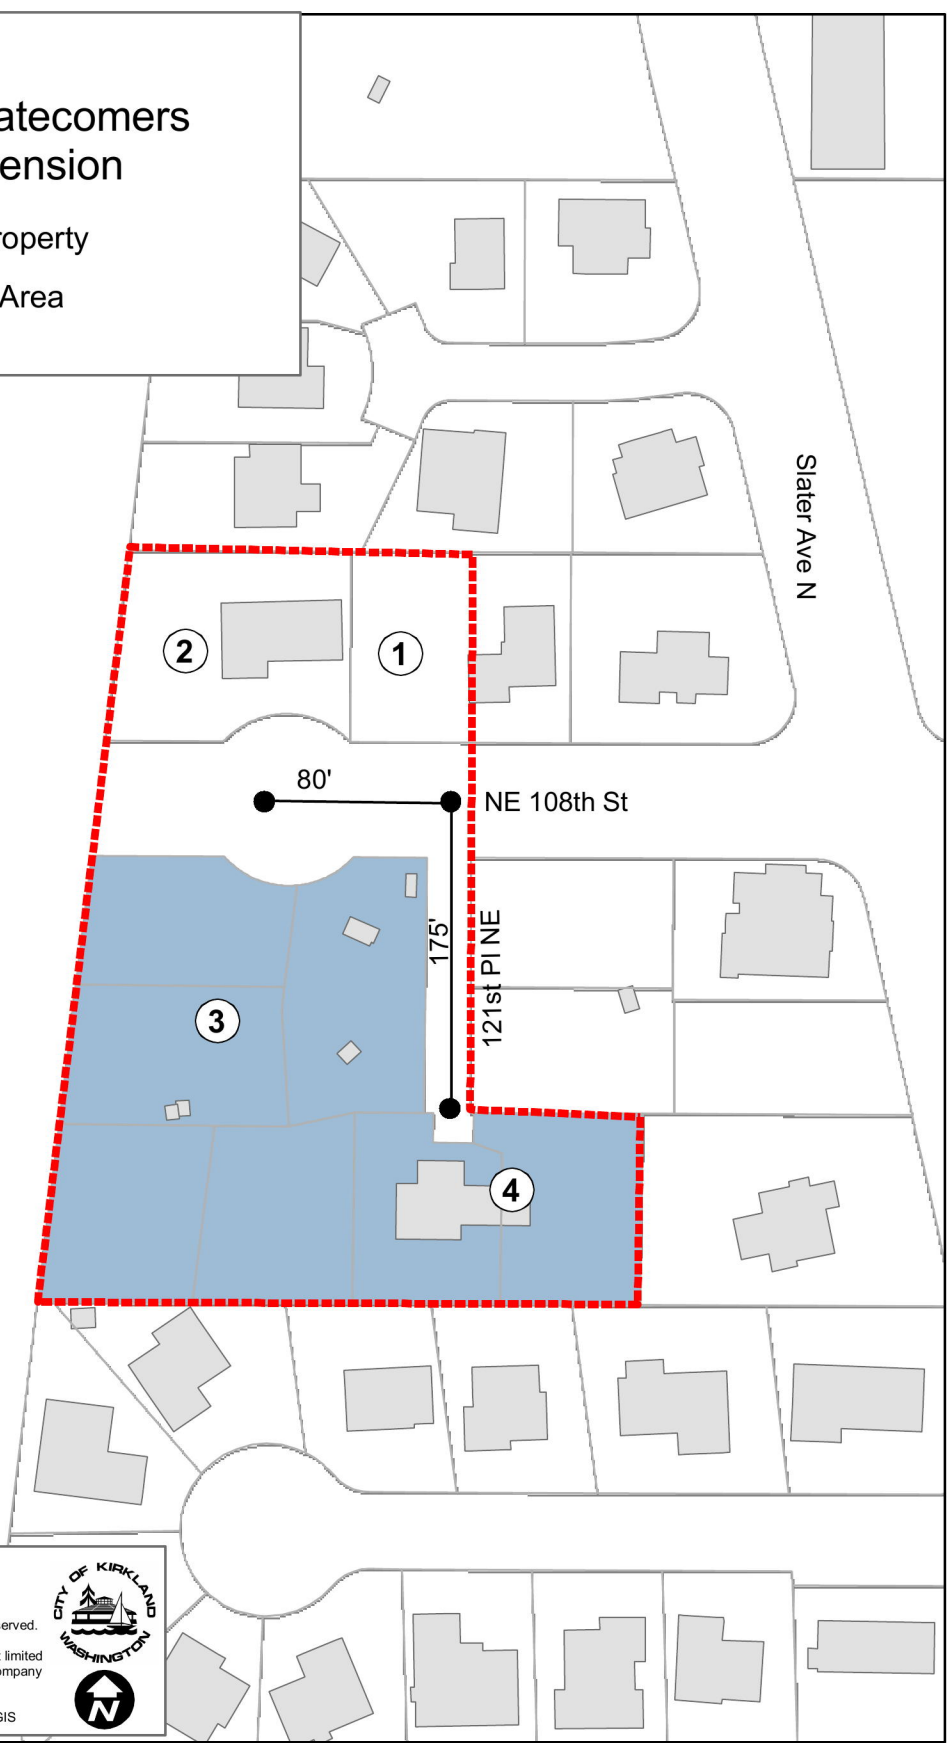 atecomers
ension
roperty
Area
Slater Ave N
2
1
80'
NE 108th St
175'
121st Pl NE
3
4
CITY OF KIRKLAND
WASHINGTON
erved.
t limited
ompany
GIS
N